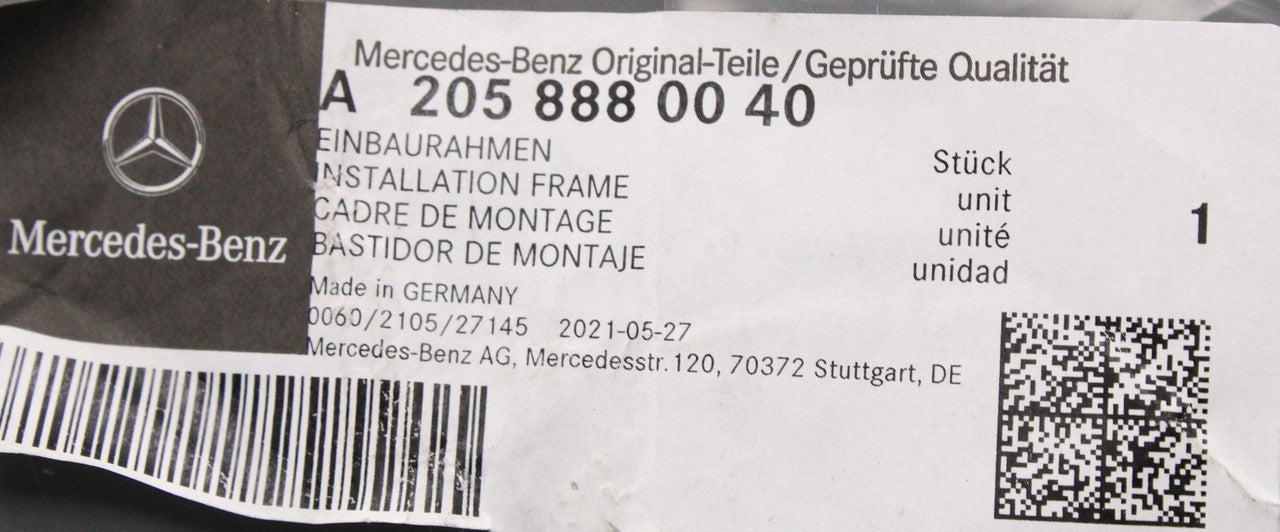 Mercedes-Benz
Mercedes-Benz Original-Teile/Geprüfte Qualität
A 205 888 00 40
EINBAURAHMEN
INSTALLATION FRAME
CADRE DE MONTAGE
BASTIDOR DE MONTAJE
Stück
unit
unité
unidad
1
Made in GERMANY
0060/2105/27145 2021-05-27
Mercedes-Benz AG, Mercedesstr.120, 70372 Stuttgart, DE